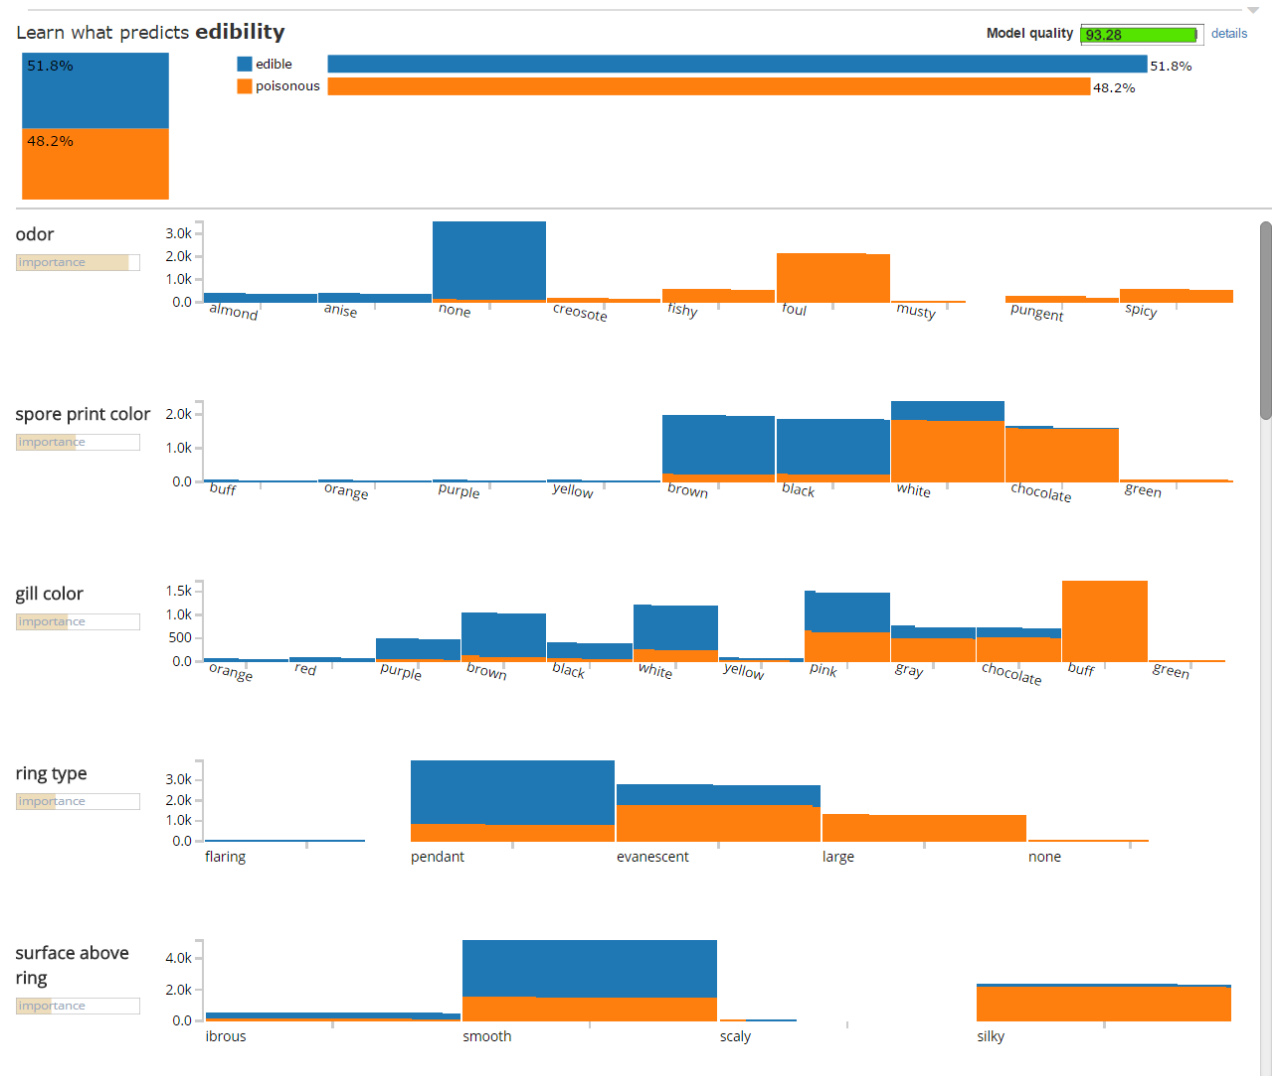 Learn what predicts edibility
Model quality 93.28 details
51.8%
48.2%
edible 51.8%
poisonous 48.2%
odor
importance
3.0k
2.0k
1.0k
0.0
almond anise none creosote fishy foul musty pungent spicy
spore print color
importance
2.0k
1.0k
0.0
buff orange purple yellow brown black white chocolate green
gill color
importance
1.5k
1.0k
500
0.0
orange red purple brown black white yellow pink gray chocolate buff green
ring type
importance
3.0k
2.0k
1.0k
0.0
flaring pendant evanescent large none
surface above
ring
importance
4.0k
2.0k
0.0
ibrous smooth scaly silky